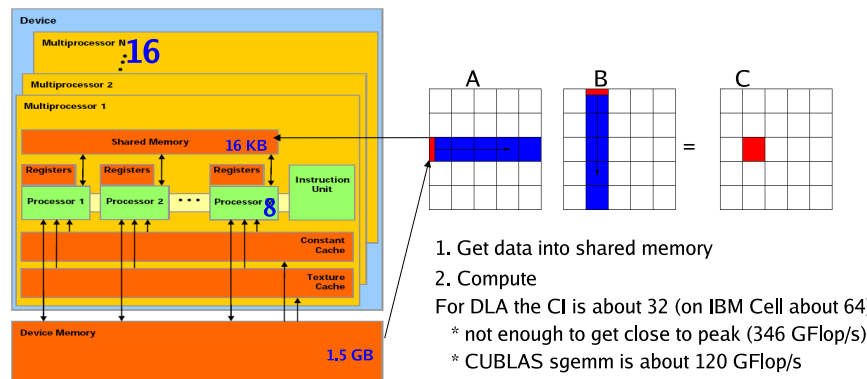 Device
Multiprocessor N
16
Multiprocessor 2
Multiprocessor 1
Shared Memory
16 KB
Registers
Registers
Registers
Instruction
Unit
Processor 1
Processor 2
• • •
Processor
8
Constant
Cache
Texture
Cache
Device Memory
1.5 GB
A
B
C
=
1. Get data into shared memory
2. Compute
For DLA the CI is about 32 (on IBM Cell about 64)
* not enough to get close to peak (346 GFlop/s)
* CUBLAS sgemm is about 120 GFlop/s